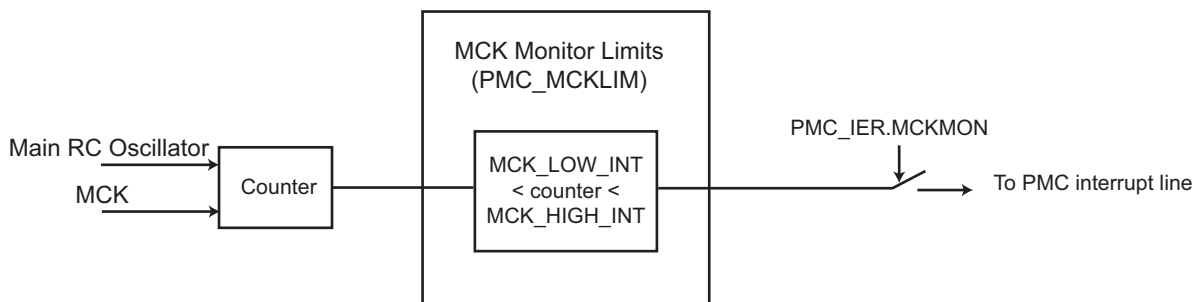 MCK Monitor Limits
(PMC_MCKLIM)
PMC_IER.MCKMON
Main RC Oscillator
MCK
Counter
MCK_LOW_INT
< counter <
MCK_HIGH_INT
To PMC interrupt line